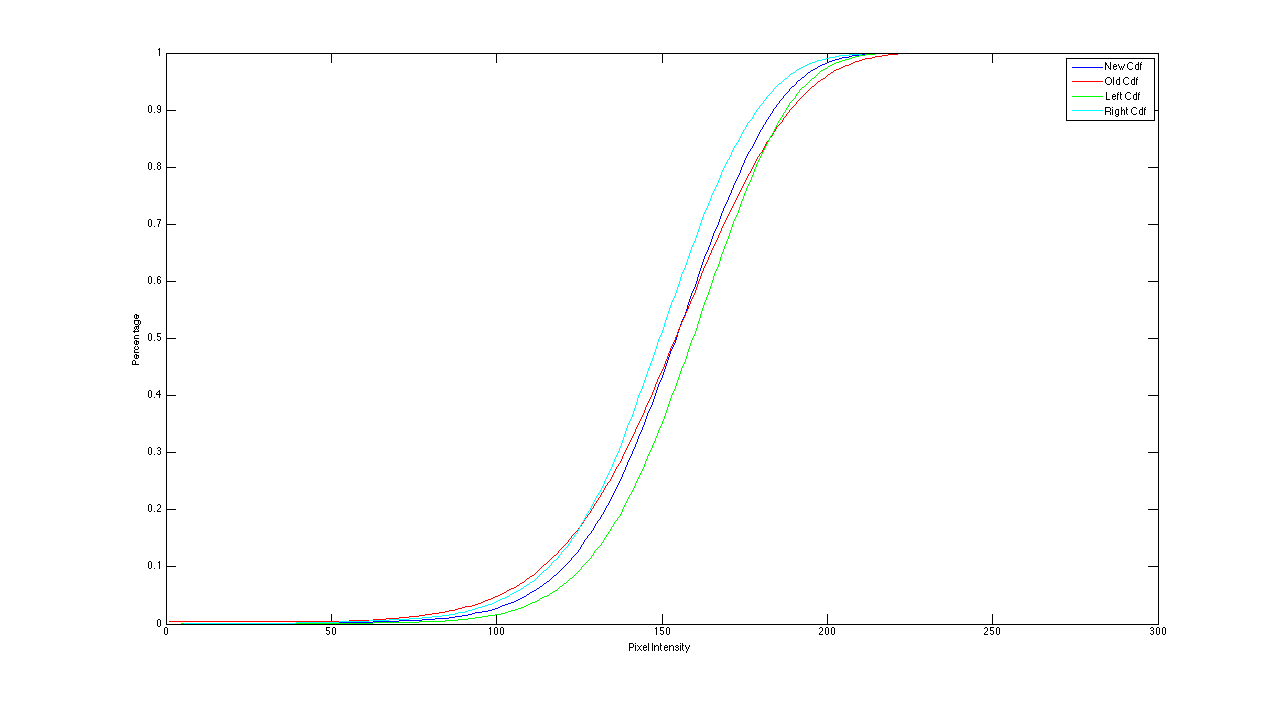 1
0.9
0.8
0.7
0.6
0.5
0.4
0.3
0.2
0.1
0
Percentage
0 50 100 150 200 250 300
Pixel Intensity
New Cdf
Old Cdf
Left Cdf
Right Cdf